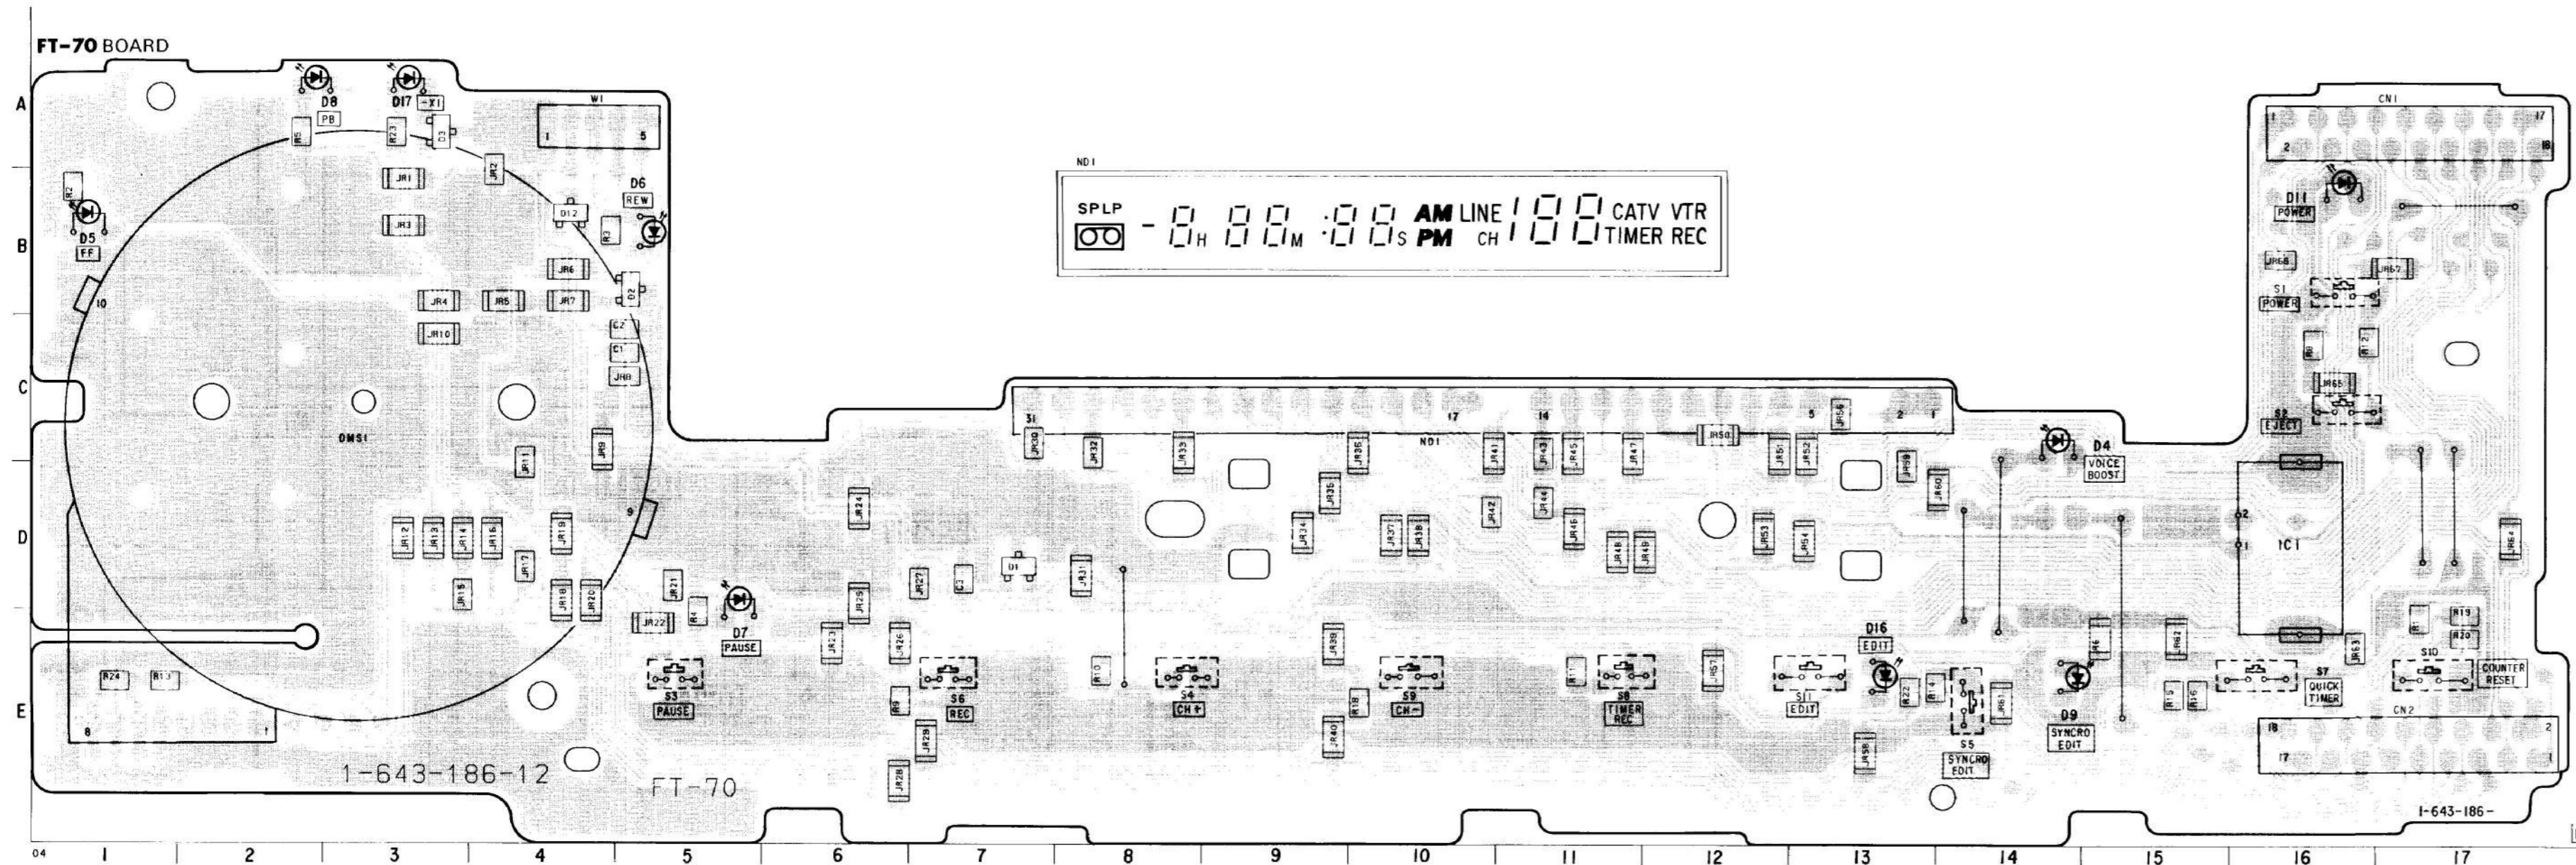 FT-70 BOARD
A
B
C
D
E
D8
PB
D17
-X1
R5
R23
D3
W1
1 5
CN1
1 17
2 18
R2
D5
FF
JR1
JR2
JR3
D12
D6
REW
R3
ND1
SPLP
- 8H 88M :88S AM PM LINE CH 188 CATV VTR TIMER REC
D11
POWER
JR6
JR4
JR5
JR7
D2
10
JR10
C2
C1
JR8
JR67
S1
POWER
R12
JR65
S2
EJECT
DMS1
JR9
JR11
31 17 14 5 2 1
ND1
JR32
JR33
JR36
JR41
JR43
JR45
JR47
JR50
JR51
JR52
JR56
JR59
JR60
D4
VOICE
BOOST
9
JR12
JR13
JR14
JR16
JR17
JR19
JR24
JR35
JR34
JR37
JR38
JR42
JR44
JR48
JR49
JR53
JR54
2
1
IC1
JR64
JR15
JR18
JR20
JR21
R4
JR22
D7
PAUSE
JR27
C3
D1
JR31
JR23
JR26
JR39
D16
EDIT
JR62
JR63
R19
R20
R24
R13
S3
PAUSE
R9
S6
REC
R10
S4
CH+
R18
S9
CH-
R11
S8
TIMER
REC
JR57
S11
EDIT
R22
R14
JR61
S5
SYNCRO
EDIT
D9
SYNCRO
EDIT
R15
R16
S7
QUICK
TIMER
S10
COUNTER
RESET
CN2
18 2
17 1
8 1
JR40
JR58
JR28
1-643-186-12
FT-70
1-643-186-
04 1 2 3 4 5 6 7 8 9 10 11 12 13 14 15 16 17